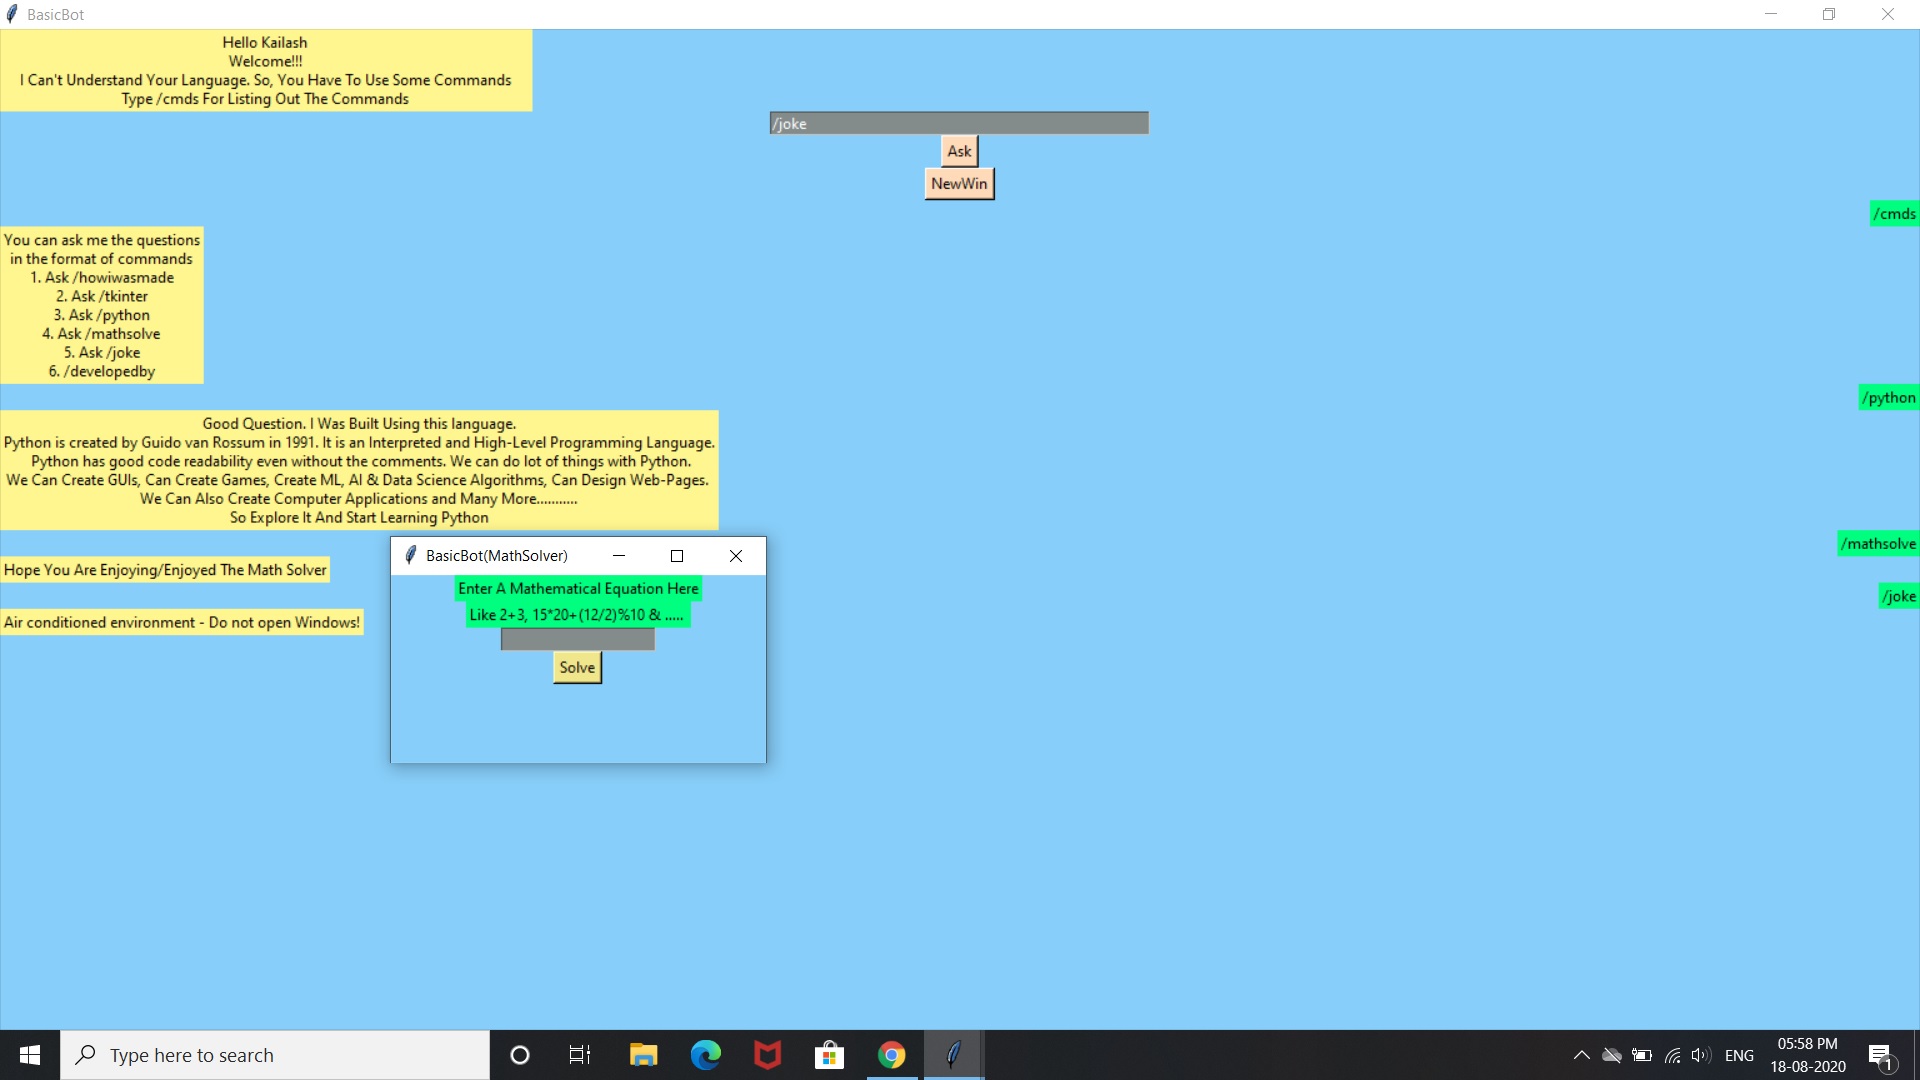 BasicBot
Hello Kailash
Welcome!!!
I Can't Understand Your Language. So, You Have To Use Some Commands
Type /cmds For Listing Out The Commands
/joke
Ask
NewWin
/cmds
You can ask me the questions
in the format of commands
1. Ask /howiwasmade
2. Ask /tkinter
3. Ask /python
4. Ask /mathsolve
5. Ask /joke
6. /developedby
/python
Good Question. I Was Built Using this language.
Python is created by Guido van Rossum in 1991. It is an Interpreted and High-Level Programming Language.
Python has good code readability even without the comments. We can do lot of things with Python.
We Can Create GUIs, Can Create Games, Create ML, AI & Data Science Algorithms, Can Design Web-Pages.
We Can Also Create Computer Applications and Many More...........
So Explore It And Start Learning Python
/mathsolve
Hope You Are Enjoying/Enjoyed The Math Solver
/joke
Air conditioned environment - Do not open Windows!
BasicBot(MathSolver)
Enter A Mathematical Equation Here
Like 2+3, 15*20+(12/2)%10 & .....
Solve
Type here to search
ENG
05:58 PM
18-08-2020
1